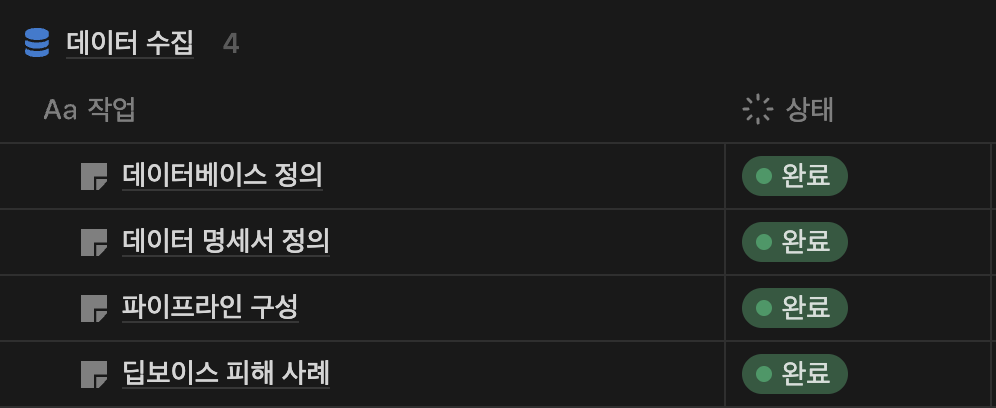 데이터 수집 4
Aa 작업 상태
데이터베이스 정의 완료
데이터 명세서 정의 완료
파이프라인 구성 완료
딥보이스 피해 사례 완료